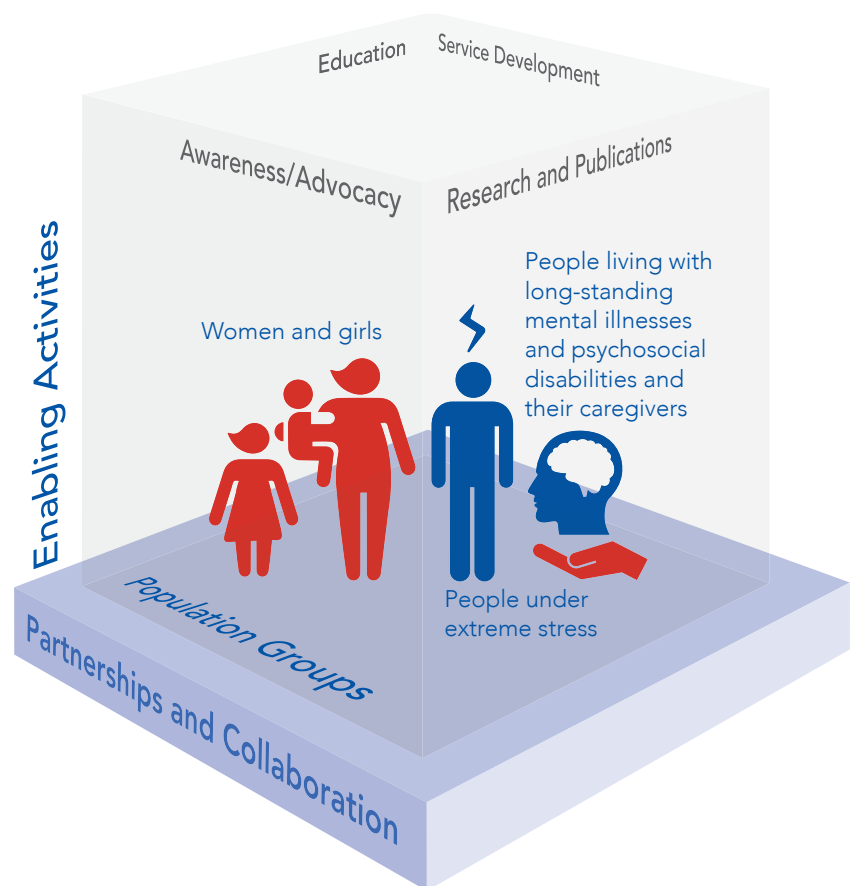 Education
Service Development
Awareness/Advocacy
Research and Publications
Enabling Activities
Women and girls
People living with
long-standing
mental illnesses
and psychosocial
disabilities and
their caregivers
People under
extreme stress
Population Groups
Partnerships and Collaboration